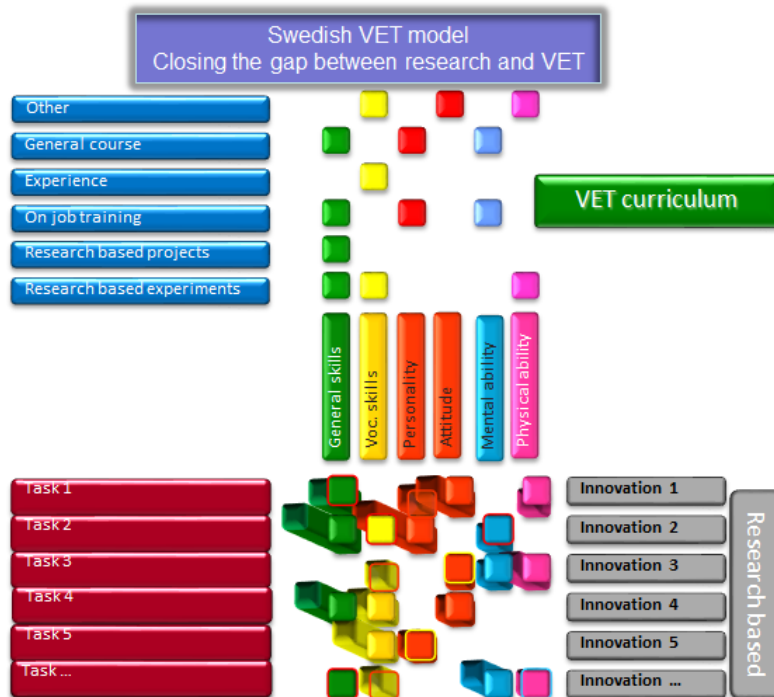 Swedish VET model
Closing the gap between research and VET
Other
General course
Experience
On job training
Research based projects
Research based experiments
VET curriculum
General skills
Voc. skills
Personality
Attitude
Mental ability
Physical ability
Task 1
Task 2
Task 3
Task 4
Task 5
Task ...
Innovation 1
Innovation 2
Innovation 3
Innovation 4
Innovation 5
Innovation ...
Research based